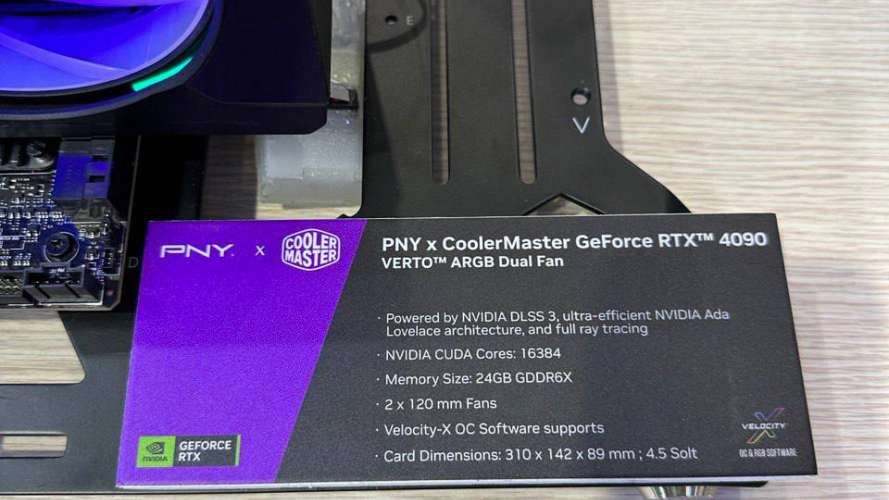 E
V
D
PNY x COOLER MASTER
PNY x CoolerMaster GeForce RTX™ 4090
VERTO™ ARGB Dual Fan
· Powered by NVIDIA DLSS 3, ultra-efficient NVIDIA Ada
Lovelace architecture, and full ray tracing
· NVIDIA CUDA Cores: 16384
· Memory Size: 24GB GDDR6X
· 2 x 120 mm Fans
· Velocity-X OC Software supports
· Card Dimensions: 310 x 142 x 89 mm ; 4.5 Solt
NVIDIA
GEFORCE
RTX
VELOCITY
OC & RGB SOFTWARE